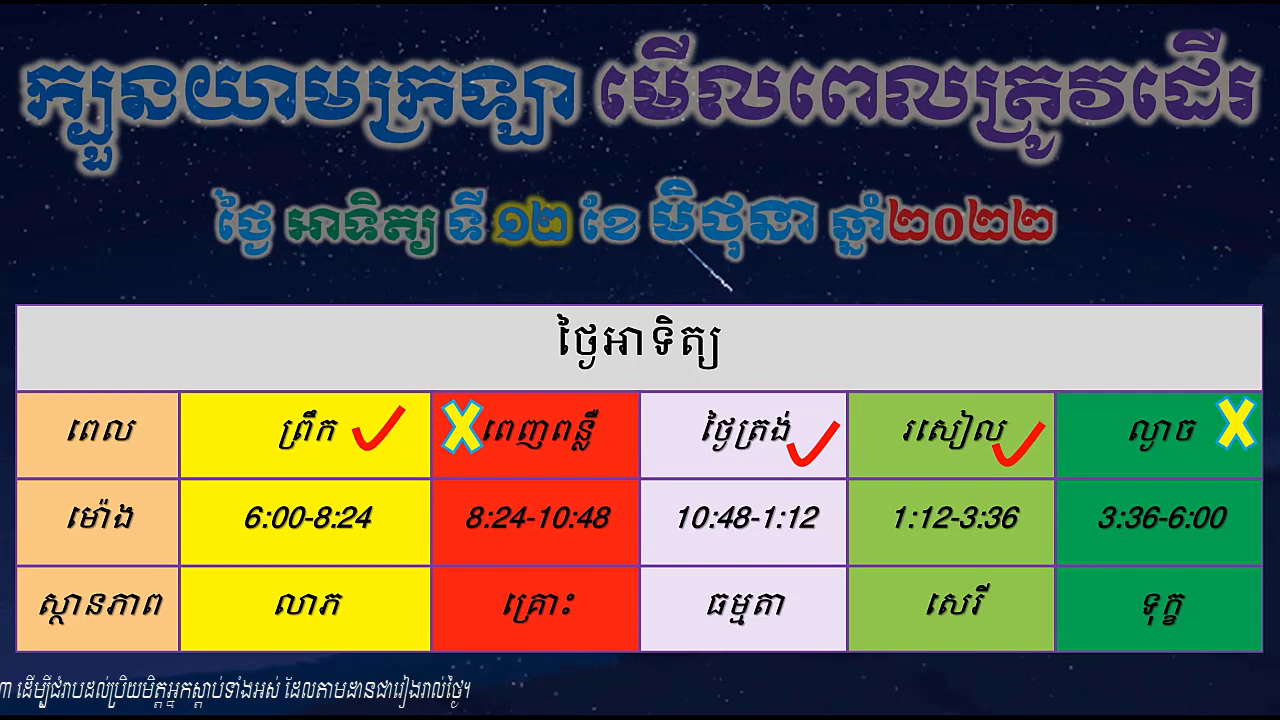 ក្បួនយាមក្រឡា មើលពេលត្រូវដើរ
ថ្ងៃ អាទិត្យ ទី ១២ ខែ មិថុនា ឆ្នាំ២០២២
ថ្ងៃអាទិត្យ
ពេល ព្រឹក ពេញពន្លឺ ថ្ងៃត្រង់ រសៀល ល្ងាច
ម៉ោង 6:00-8:24 8:24-10:48 10:48-1:12 1:12-3:36 3:36-6:00
ស្ថានភាព លាភ គ្រោះ ធម្មតា សេរី ទុក្ខ
៣ ដើម្បីជំរាបដល់ប្រិយមិត្តអ្នកស្តាប់ទាំងអស់ ដែលតាមដានជារៀងរាល់ថ្ងៃ។